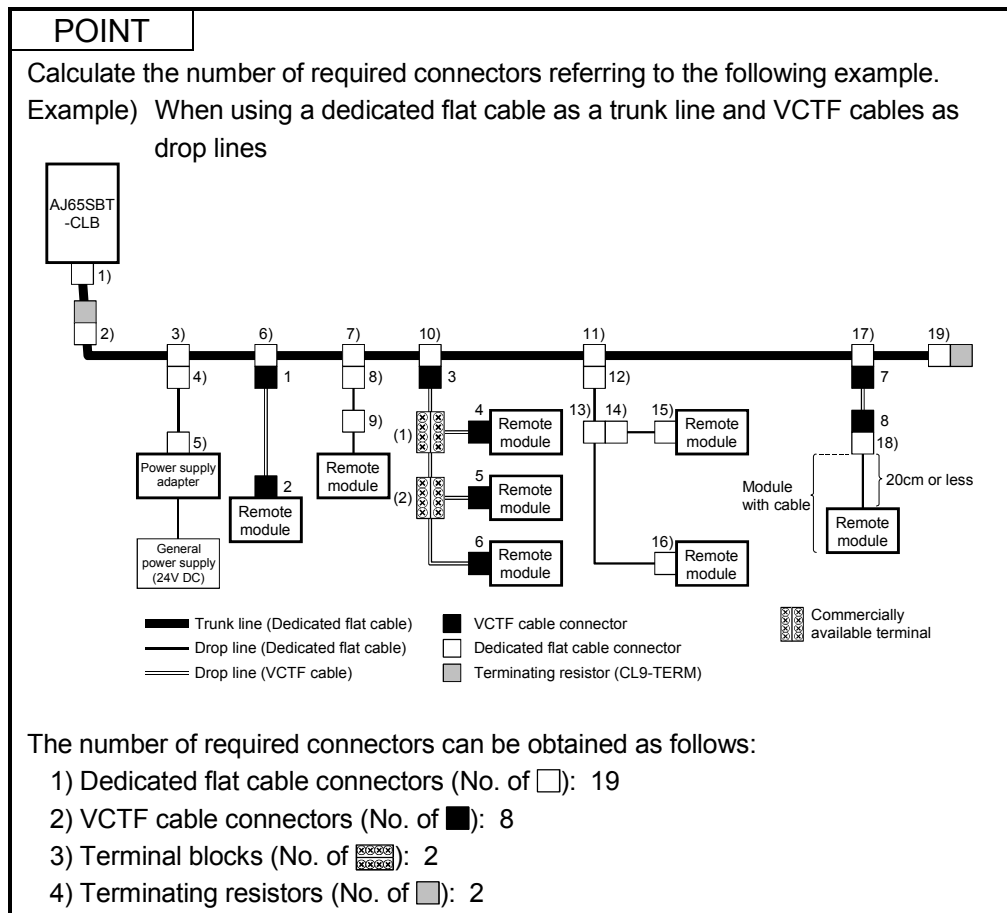 POINT
Calculate the number of required connectors referring to the following example.
Example) When using a dedicated flat cable as a trunk line and VCTF cables as
drop lines
AJ65SBT
-CLB
1)
2)
3)
6)
7)
10)
11)
17)
19)
4)
1
8)
3
12)
7
5)
9)
(1)
4
Remote
module
13)
14)
15)
Remote
module
8
18)
Power supply
adapter
2
Remote
module
Remote
module
(2)
5
Remote
module
Module
with cable
20cm or less
General
power supply
(24V DC)
6
Remote
module
16)
Remote
module
Remote
module
Trunk line (Dedicated flat cable)
Drop line (Dedicated flat cable)
Drop line (VCTF cable)
VCTF cable connector
Dedicated flat cable connector
Terminating resistor (CL9-TERM)
Commercially
available terminal
The number of required connectors can be obtained as follows:
1) Dedicated flat cable connectors (No. of □): 19
2) VCTF cable connectors (No. of ■): 8
3) Terminal blocks (No. of ): 2
4) Terminating resistors (No. of ): 2